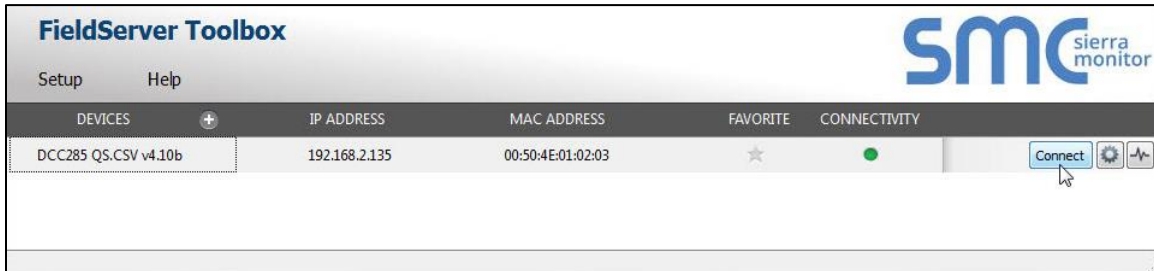 FieldServer Toolbox
SMC sierra monitor
Setup Help
DEVICES IP ADDRESS MAC ADDRESS FAVORITE CONNECTIVITY
DCC285 QS.CSV v4.10b 192.168.2.135 00:50:4E:01:02:03 Connect